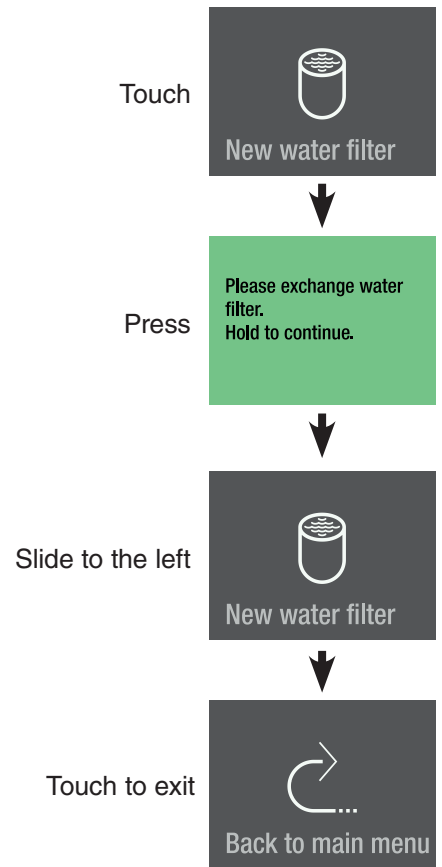 Touch
New water filter
Please exchange water
filter.
Hold to continue.
Press
New water filter
Slide to the left
Touch to exit
Back to main menu